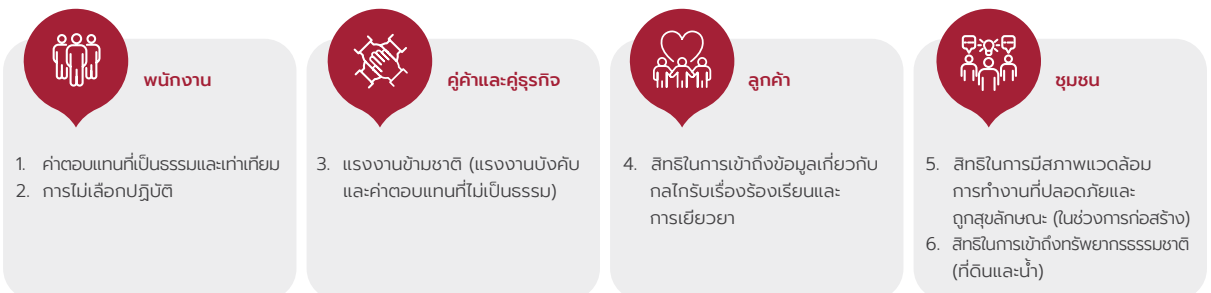 พนักงาน
1. ค่าตอบแทนที่เป็นธรรมและเท่าเทียม
2. การไม่เลือกปฏิบัติ
คู่ค้าและคู่ธุรกิจ
3. แรงงานข้ามชาติ (แรงงานบังคับ
และค่าตอบแทนที่ไม่เป็นธรรม)
ลูกค้า
4. สิทธิในการเข้าถึงข้อมูลเกี่ยวกับ
กลไกรับเรื่องร้องเรียนและ
การเยียวยา
ชุมชน
5. สิทธิในการมีสภาพแวดล้อม
การทำงานที่ปลอดภัยและ
ถูกสุขลักษณะ (ในช่วงการก่อสร้าง)
6. สิทธิในการเข้าถึงทรัพยากรธรรมชาติ
(ที่ดินและน้ำ)